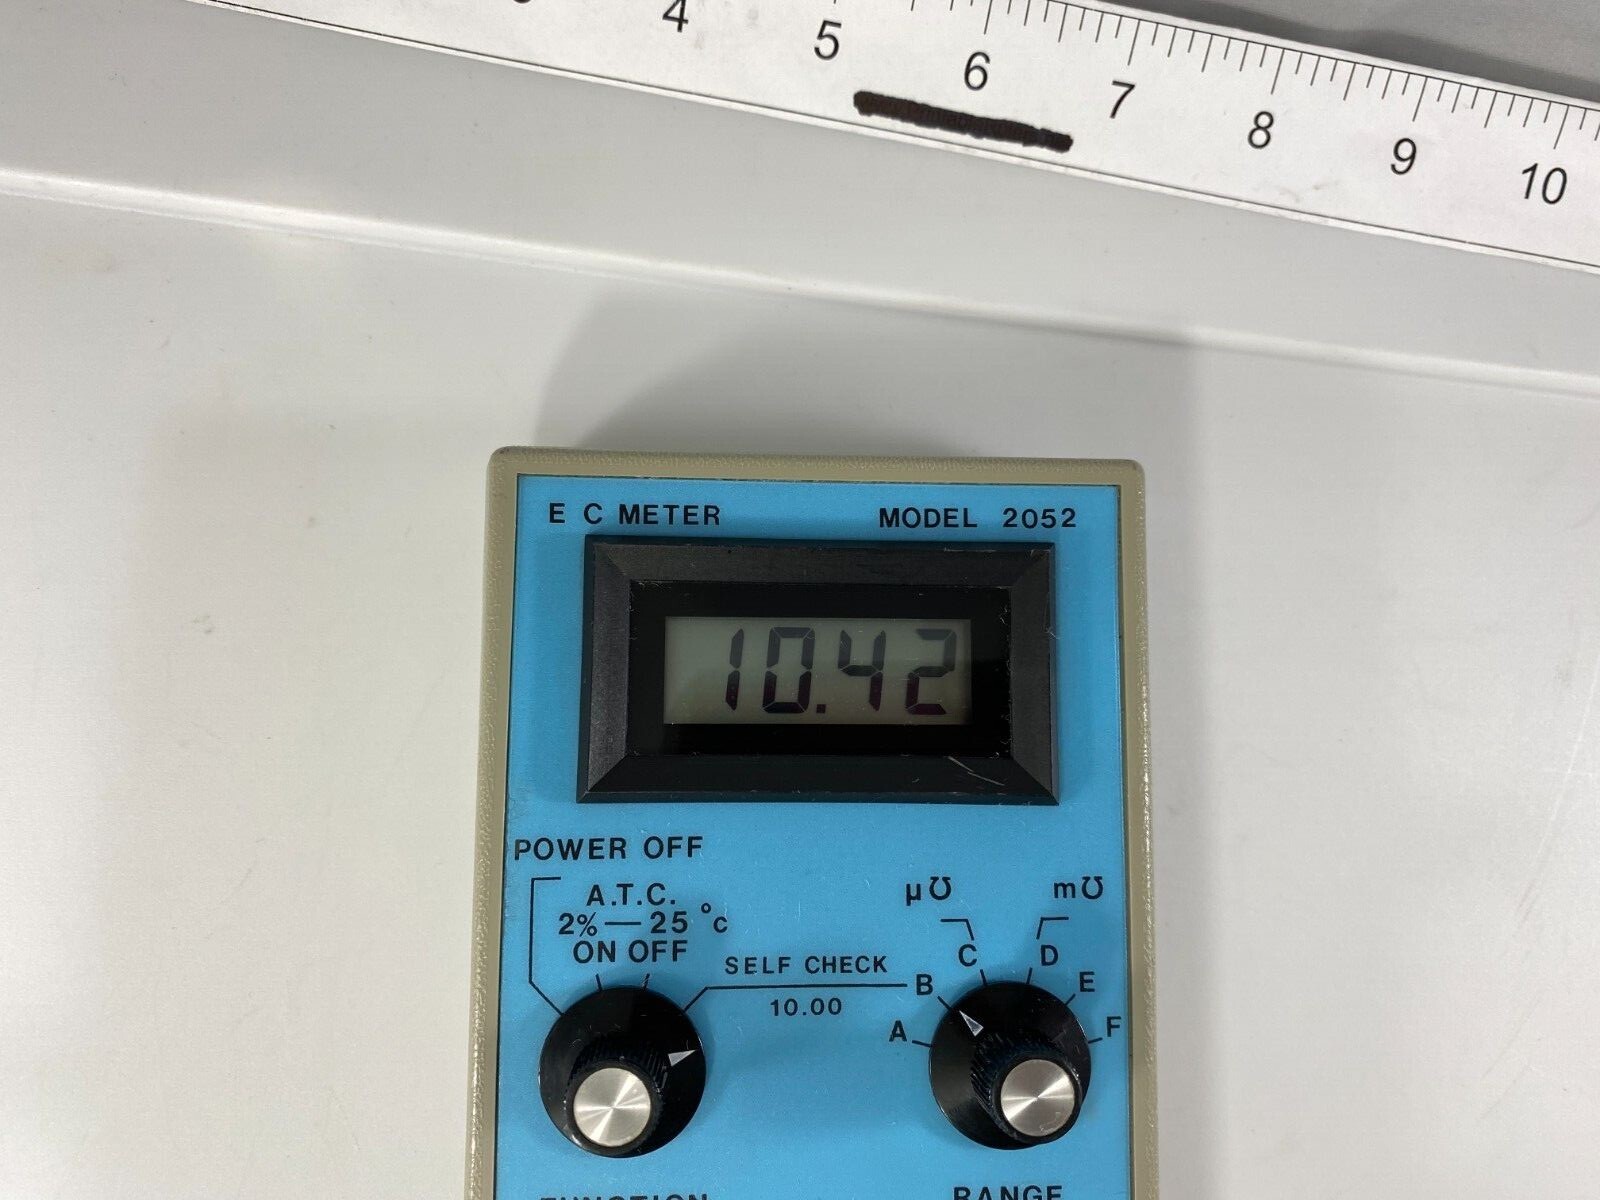 4 5 6 7 8 9 10
E C METER MODEL 2052
10.42
POWER OFF
A.T.C.
2%—25 °c
ON OFF
SELF CHECK
10.00
µ℧ m℧
A B C D E F
RANGE